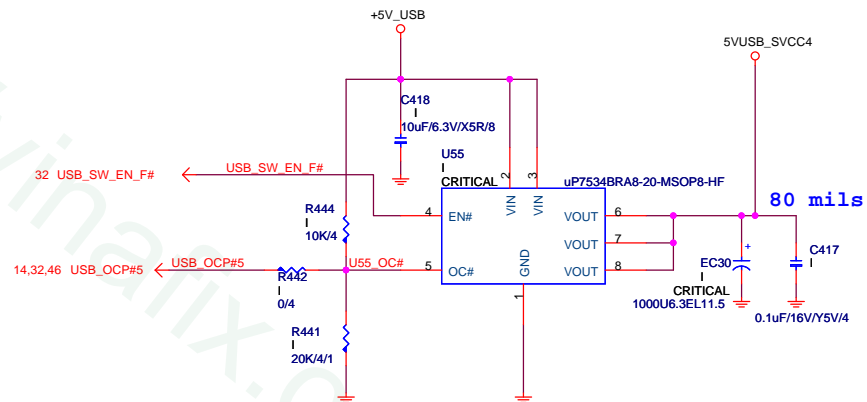 +5V_USB
5VUSB_SVCC4
C418
I
10uF/6.3V/X5R/8
U55
I
CRITICAL
uP7534BRA8-20-MSOP8-HF
32 USB_SW_EN_F#
USB_SW_EN_F#
2
3
VIN
VIN
80 mils
R444
I
10K/4
4
EN#
VOUT
6
VOUT
7
14,32,46 USB_OCP#5
USB_OCP#5
U55_OC#
5
OC#
GND
VOUT
8
R442
I
0/4
1
EC30
+
I
CRITICAL
1000U6.3EL11.5
C417
I
0.1uF/16V/Y5V/4
R441
I
20K/4/1
vinafix.c